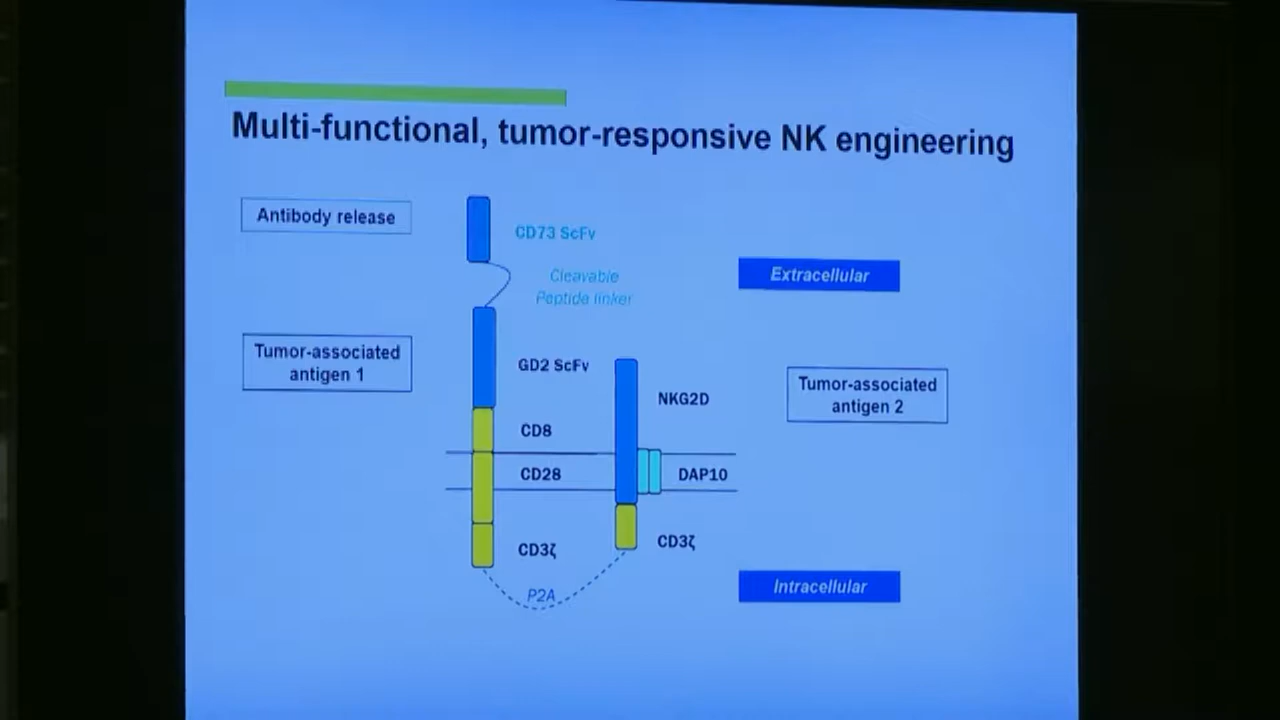 Multi-functional, tumor-responsive NK engineering
Antibody release
CD73 ScFv
Cleavable
Peptide linker
Extracellular
Tumor-associated
antigen 1
GD2 ScFv
NKG2D
Tumor-associated
antigen 2
CD8
CD28
DAP10
CD3ζ
CD3ζ
P2A
Intracellular